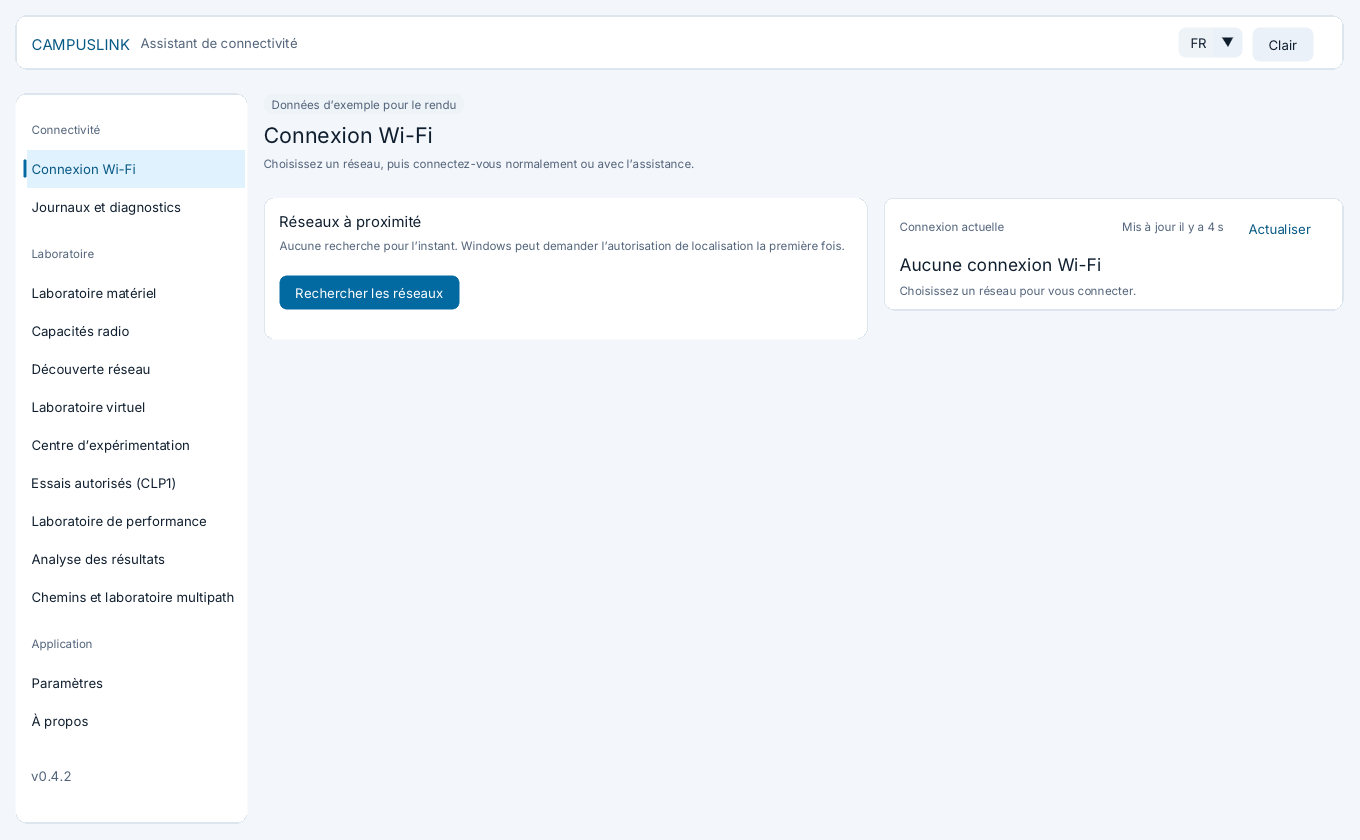 CAMPUSLINK Assistant de connectivité
FR ▼ Clair
Connectivité
Connexion Wi-Fi
Journaux et diagnostics
Laboratoire
Laboratoire matériel
Capacités radio
Découverte réseau
Laboratoire virtuel
Centre d’expérimentation
Essais autorisés (CLP1)
Laboratoire de performance
Analyse des résultats
Chemins et laboratoire multipath
Application
Paramètres
À propos
v0.4.2
Données d’exemple pour le rendu
Connexion Wi-Fi
Choisissez un réseau, puis connectez-vous normalement ou avec l’assistance.
Réseaux à proximité
Aucune recherche pour l’instant. Windows peut demander l’autorisation de localisation la première fois.
Rechercher les réseaux
Connexion actuelle
Mis à jour il y a 4 s
Actualiser
Aucune connexion Wi-Fi
Choisissez un réseau pour vous connecter.